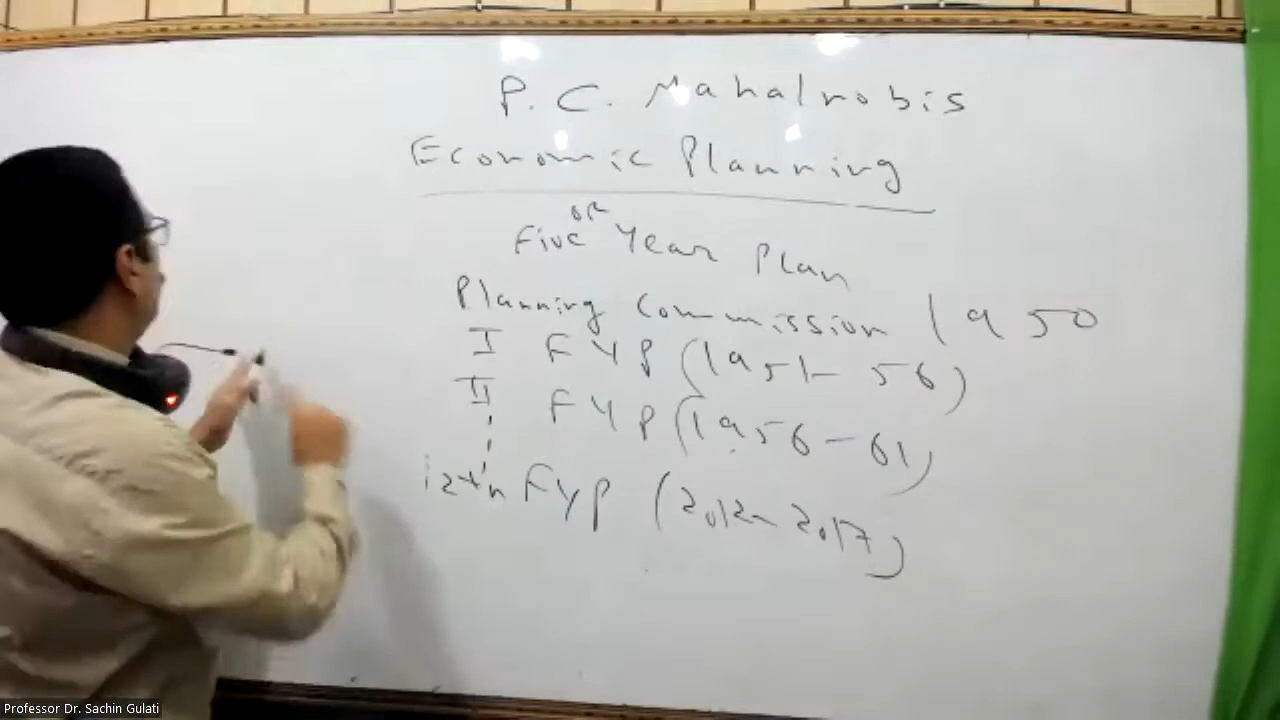 P. C. Mahalnobis
Economic Planning
OR
Five Year Plan
Planning Commission 1950
I FYP (1951-56)
II FYP (1956-61)
12th FYP (2012-2017)
Professor Dr. Sachin Gulati